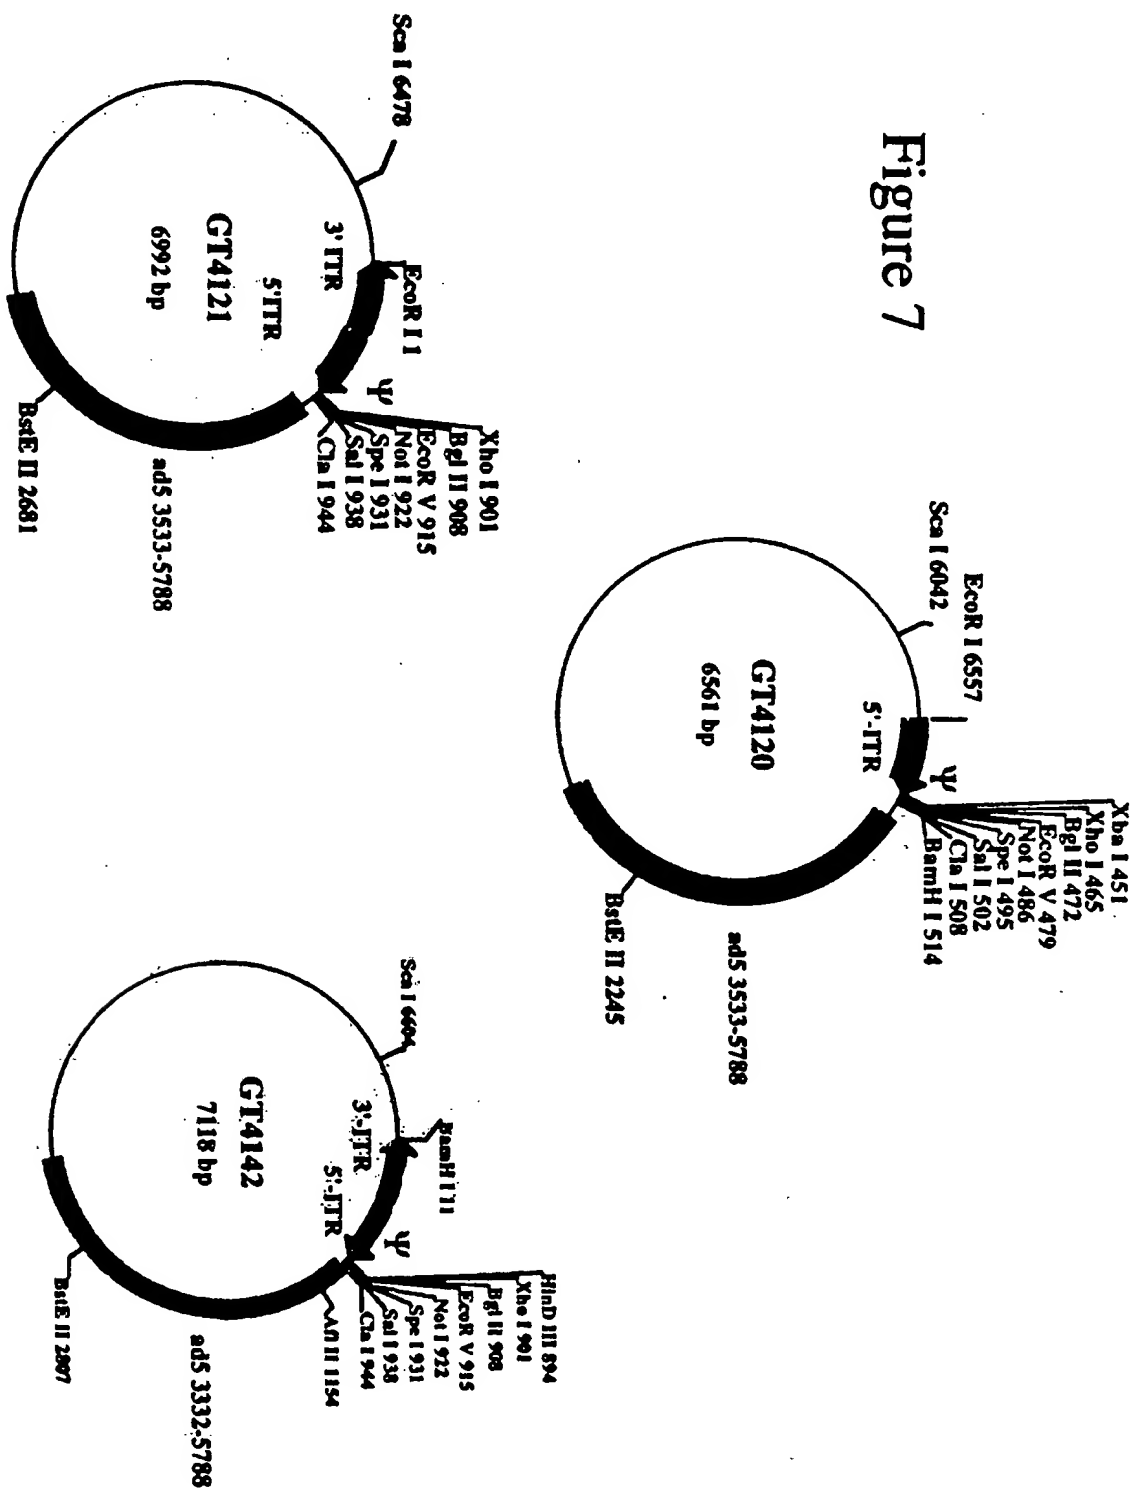 Figure 7
Sca I 6478
EcoR I 1
3' ITR
5'ITR
GT4121
6992 bp
Ψ
Xho I 901
Bgl II 908
EcoR V 915
Not I 922
Spe I 931
Sal I 938
Cla I 944
ad5 3533-5788
BstE II 2681
EcoR I 6557
Sca I 6042
5'-ITR
GT4120
6561 bp
Ψ
Xba I 451
Xho I 465
Bgl II 472
EcoR V 479
Not I 486
Spe I 495
Sal I 502
Cla I 508
BamH I 514
ad5 3533-5788
BstE II 2245
Sca I 6604
3'-ITR
5'-ITR
GT4142
7118 bp
Ψ
HinD III 894
Xho I 901
Bgl II 908
EcoR V 915
Not I 922
Spe I 931
Sal I 938
Cla I 944
Afl II 1154
ad5 3332-5788
BstE II 2807